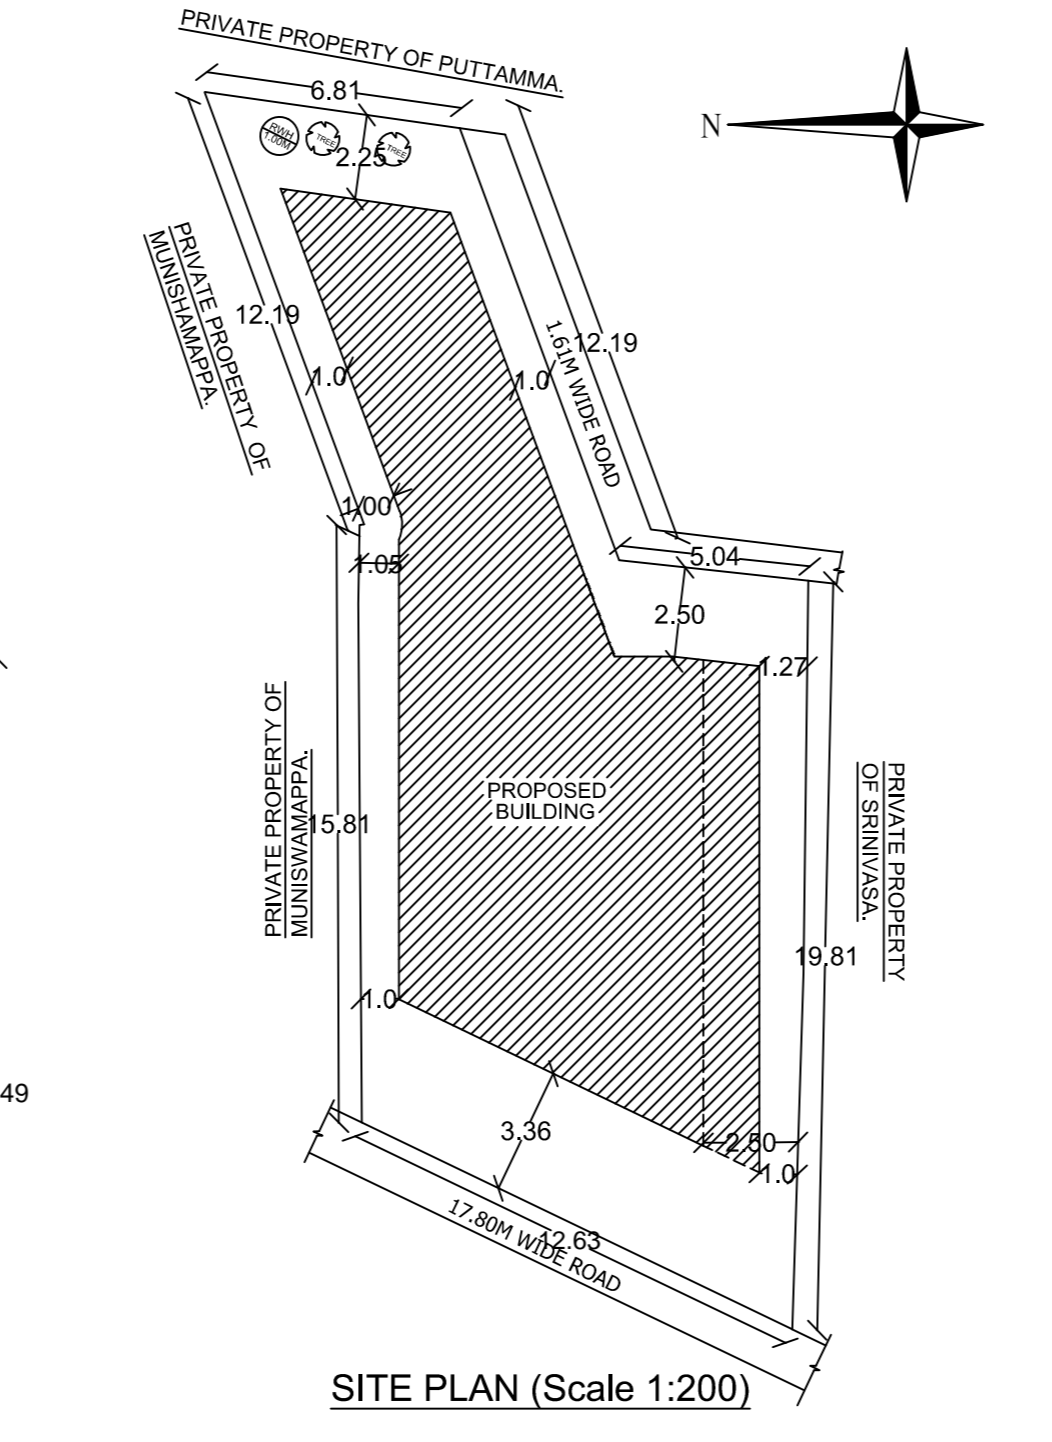 PRIVATE PROPERTY OF PUTTAMMA.
6.81
N
RWH
1.00M
TREE
TREE
2.25
PRIVATE PROPERTY OF
MUNISHAMAPPA.
12.19
12.19
1.61M WIDE ROAD
1.0
1.0
1.00
1.05
5.04
2.50
1.27
PRIVATE PROPERTY OF
MUNISWAMAPPA.
15.81
PROPOSED
BUILDING
PRIVATE PROPERTY
OF SRINIVASA.
19.81
1.0
49
3.36
2.50
1.0
17.80M WIDE ROAD
12.63
SITE PLAN (Scale 1:200)